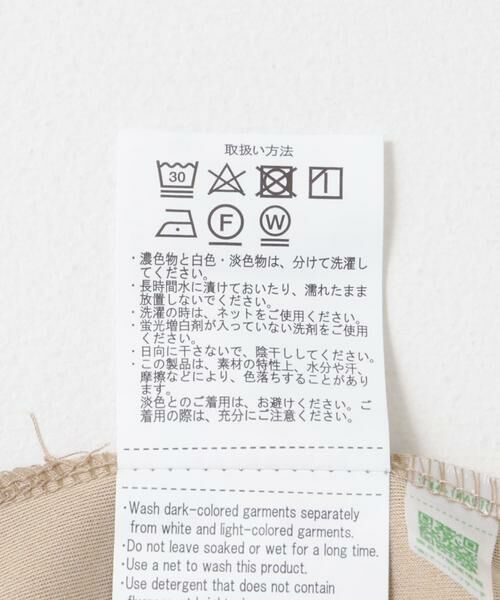 取扱い方法
30
F W
・濃色物と白色・淡色物は、分けて洗濯し
てください。
・長時間水に漬けておいたり、濡れたまま
放置しないでください。
・洗濯の時は、ネットをご使用ください。
・蛍光増白剤が入っていない洗剤をご使用
ください。
・日向に干さないで、陰干ししてください。
・この製品は、素材の特性上、水分や汗、
摩擦などにより、色落ちすることがあり
ます。
淡色とのご着用は、お避けください。ご
着用の際は、充分にご注意ください。
・Wash dark-colored garments separately
from white and light-colored garments.
・Do not leave soaked or wet for a long time.
・Use a net to wash this product.
・Use detergent that does not contain